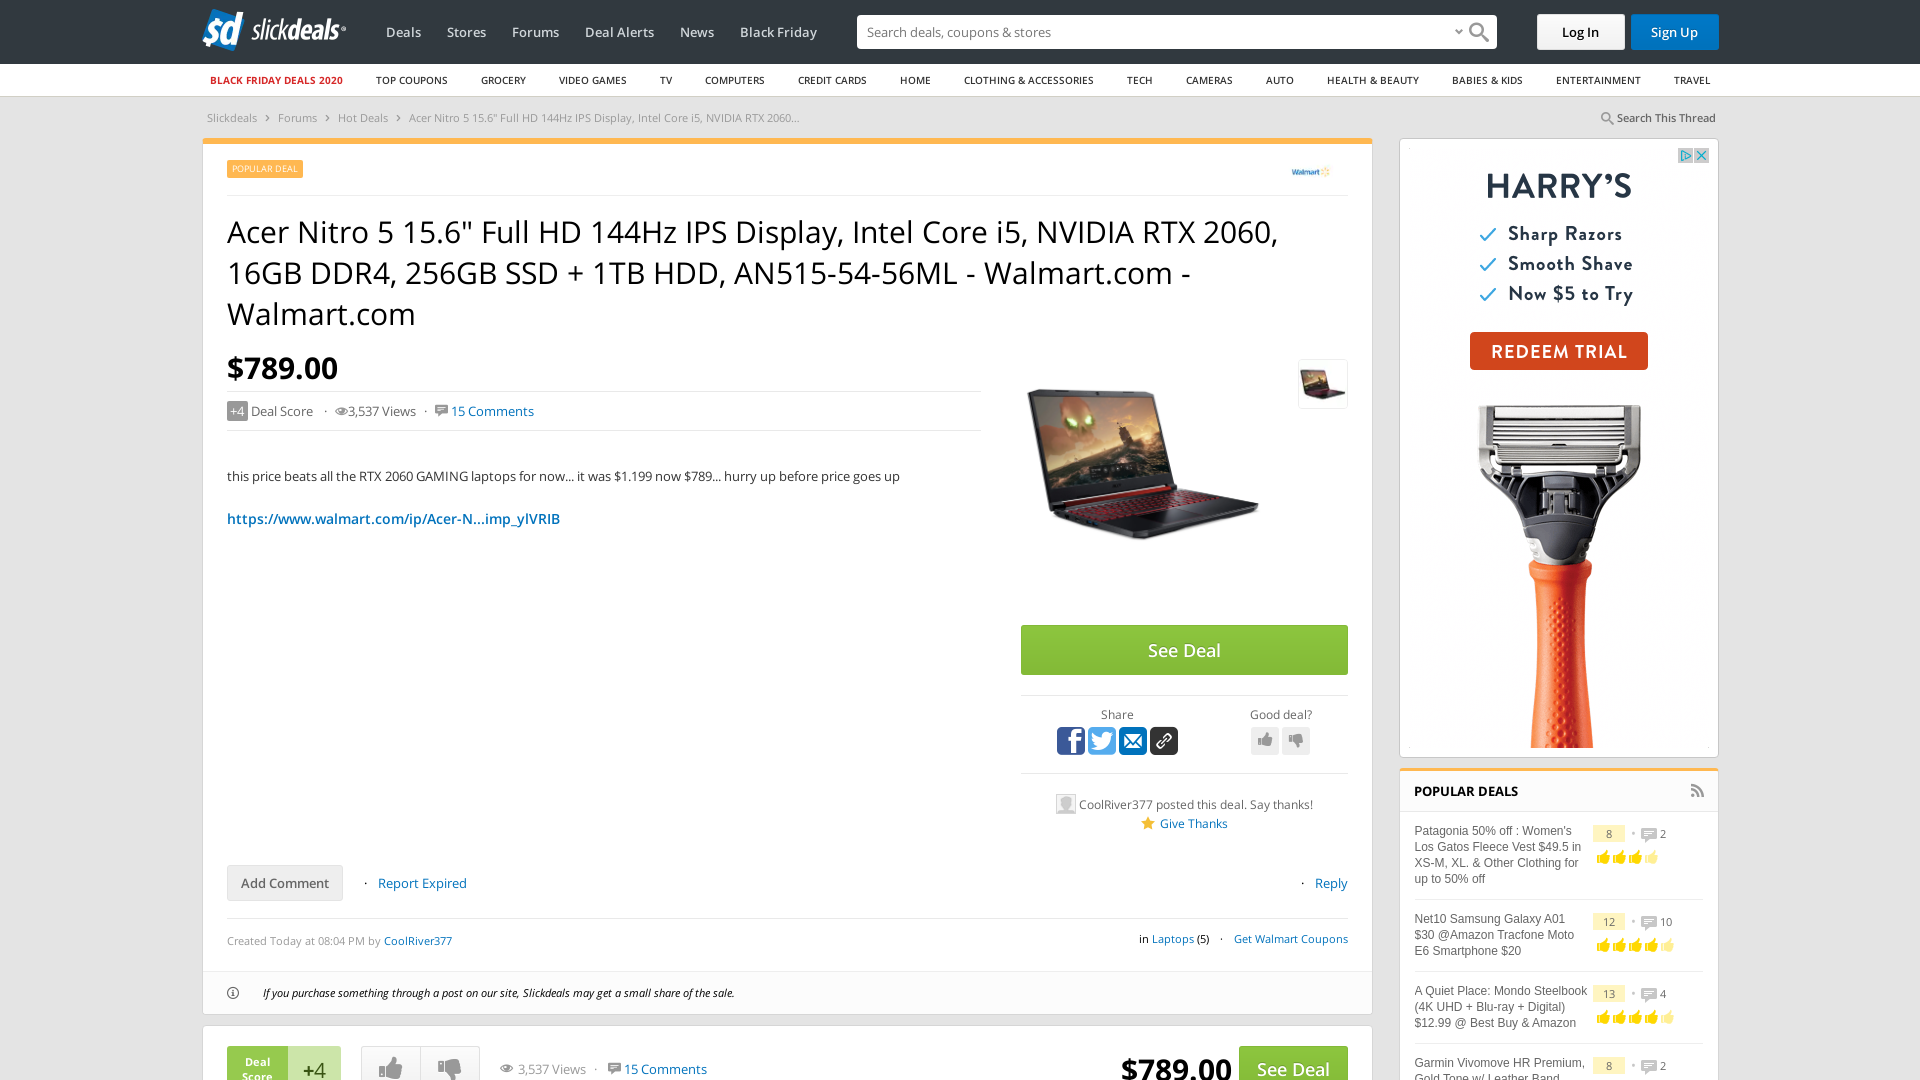 slickdeals
Deals
Stores
Forums
Deal Alerts
News
Black Friday
Search deals, coupons & stores
Log In
Sign Up
BLACK FRIDAY DEALS 2020
TOP COUPONS
GROCERY
VIDEO GAMES
TV
COMPUTERS
CREDIT CARDS
HOME
CLOTHING & ACCESSORIES
TECH
CAMERAS
AUTO
HEALTH & BEAUTY
BABIES & KIDS
ENTERTAINMENT
TRAVEL
Slickdeals › Forums › Hot Deals › Acer Nitro 5 15.6" Full HD 144Hz IPS Display, Intel Core i5, NVIDIA RTX 2060...
Search This Thread
POPULAR DEAL
Walmart
Acer Nitro 5 15.6" Full HD 144Hz IPS Display, Intel Core i5, NVIDIA RTX 2060,
16GB DDR4, 256GB SSD + 1TB HDD, AN515-54-56ML - Walmart.com -
Walmart.com
$789.00
+4 Deal Score · 3,537 Views · 15 Comments
this price beats all the RTX 2060 GAMING laptops for now... it was $1.199 now $789... hurry up before price goes up
https://www.walmart.com/ip/Acer-N...imp_ylVRIB
See Deal
Share
Good deal?
CoolRiver377 posted this deal. Say thanks!
Give Thanks
Add Comment
· Report Expired
· Reply
Created Today at 08:04 PM by CoolRiver377
in Laptops (5) · Get Walmart Coupons
If you purchase something through a post on our site, Slickdeals may get a small share of the sale.
Deal
Score
+4
3,537 Views · 15 Comments
$789.00
See Deal
HARRY'S
Sharp Razors
Smooth Shave
Now $5 to Try
REDEEM TRIAL
POPULAR DEALS
Patagonia 50% off : Women's
Los Gatos Fleece Vest $49.5 in
XS-M, XL. & Other Clothing for
up to 50% off
8 • 2
Net10 Samsung Galaxy A01
$30 @Amazon Tracfone Moto
E6 Smartphone $20
12 • 10
A Quiet Place: Mondo Steelbook
(4K UHD + Blu-ray + Digital)
$12.99 @ Best Buy & Amazon
13 • 4
Garmin Vivomove HR Premium,
Gold Tone w/ Leather Band
8 • 2